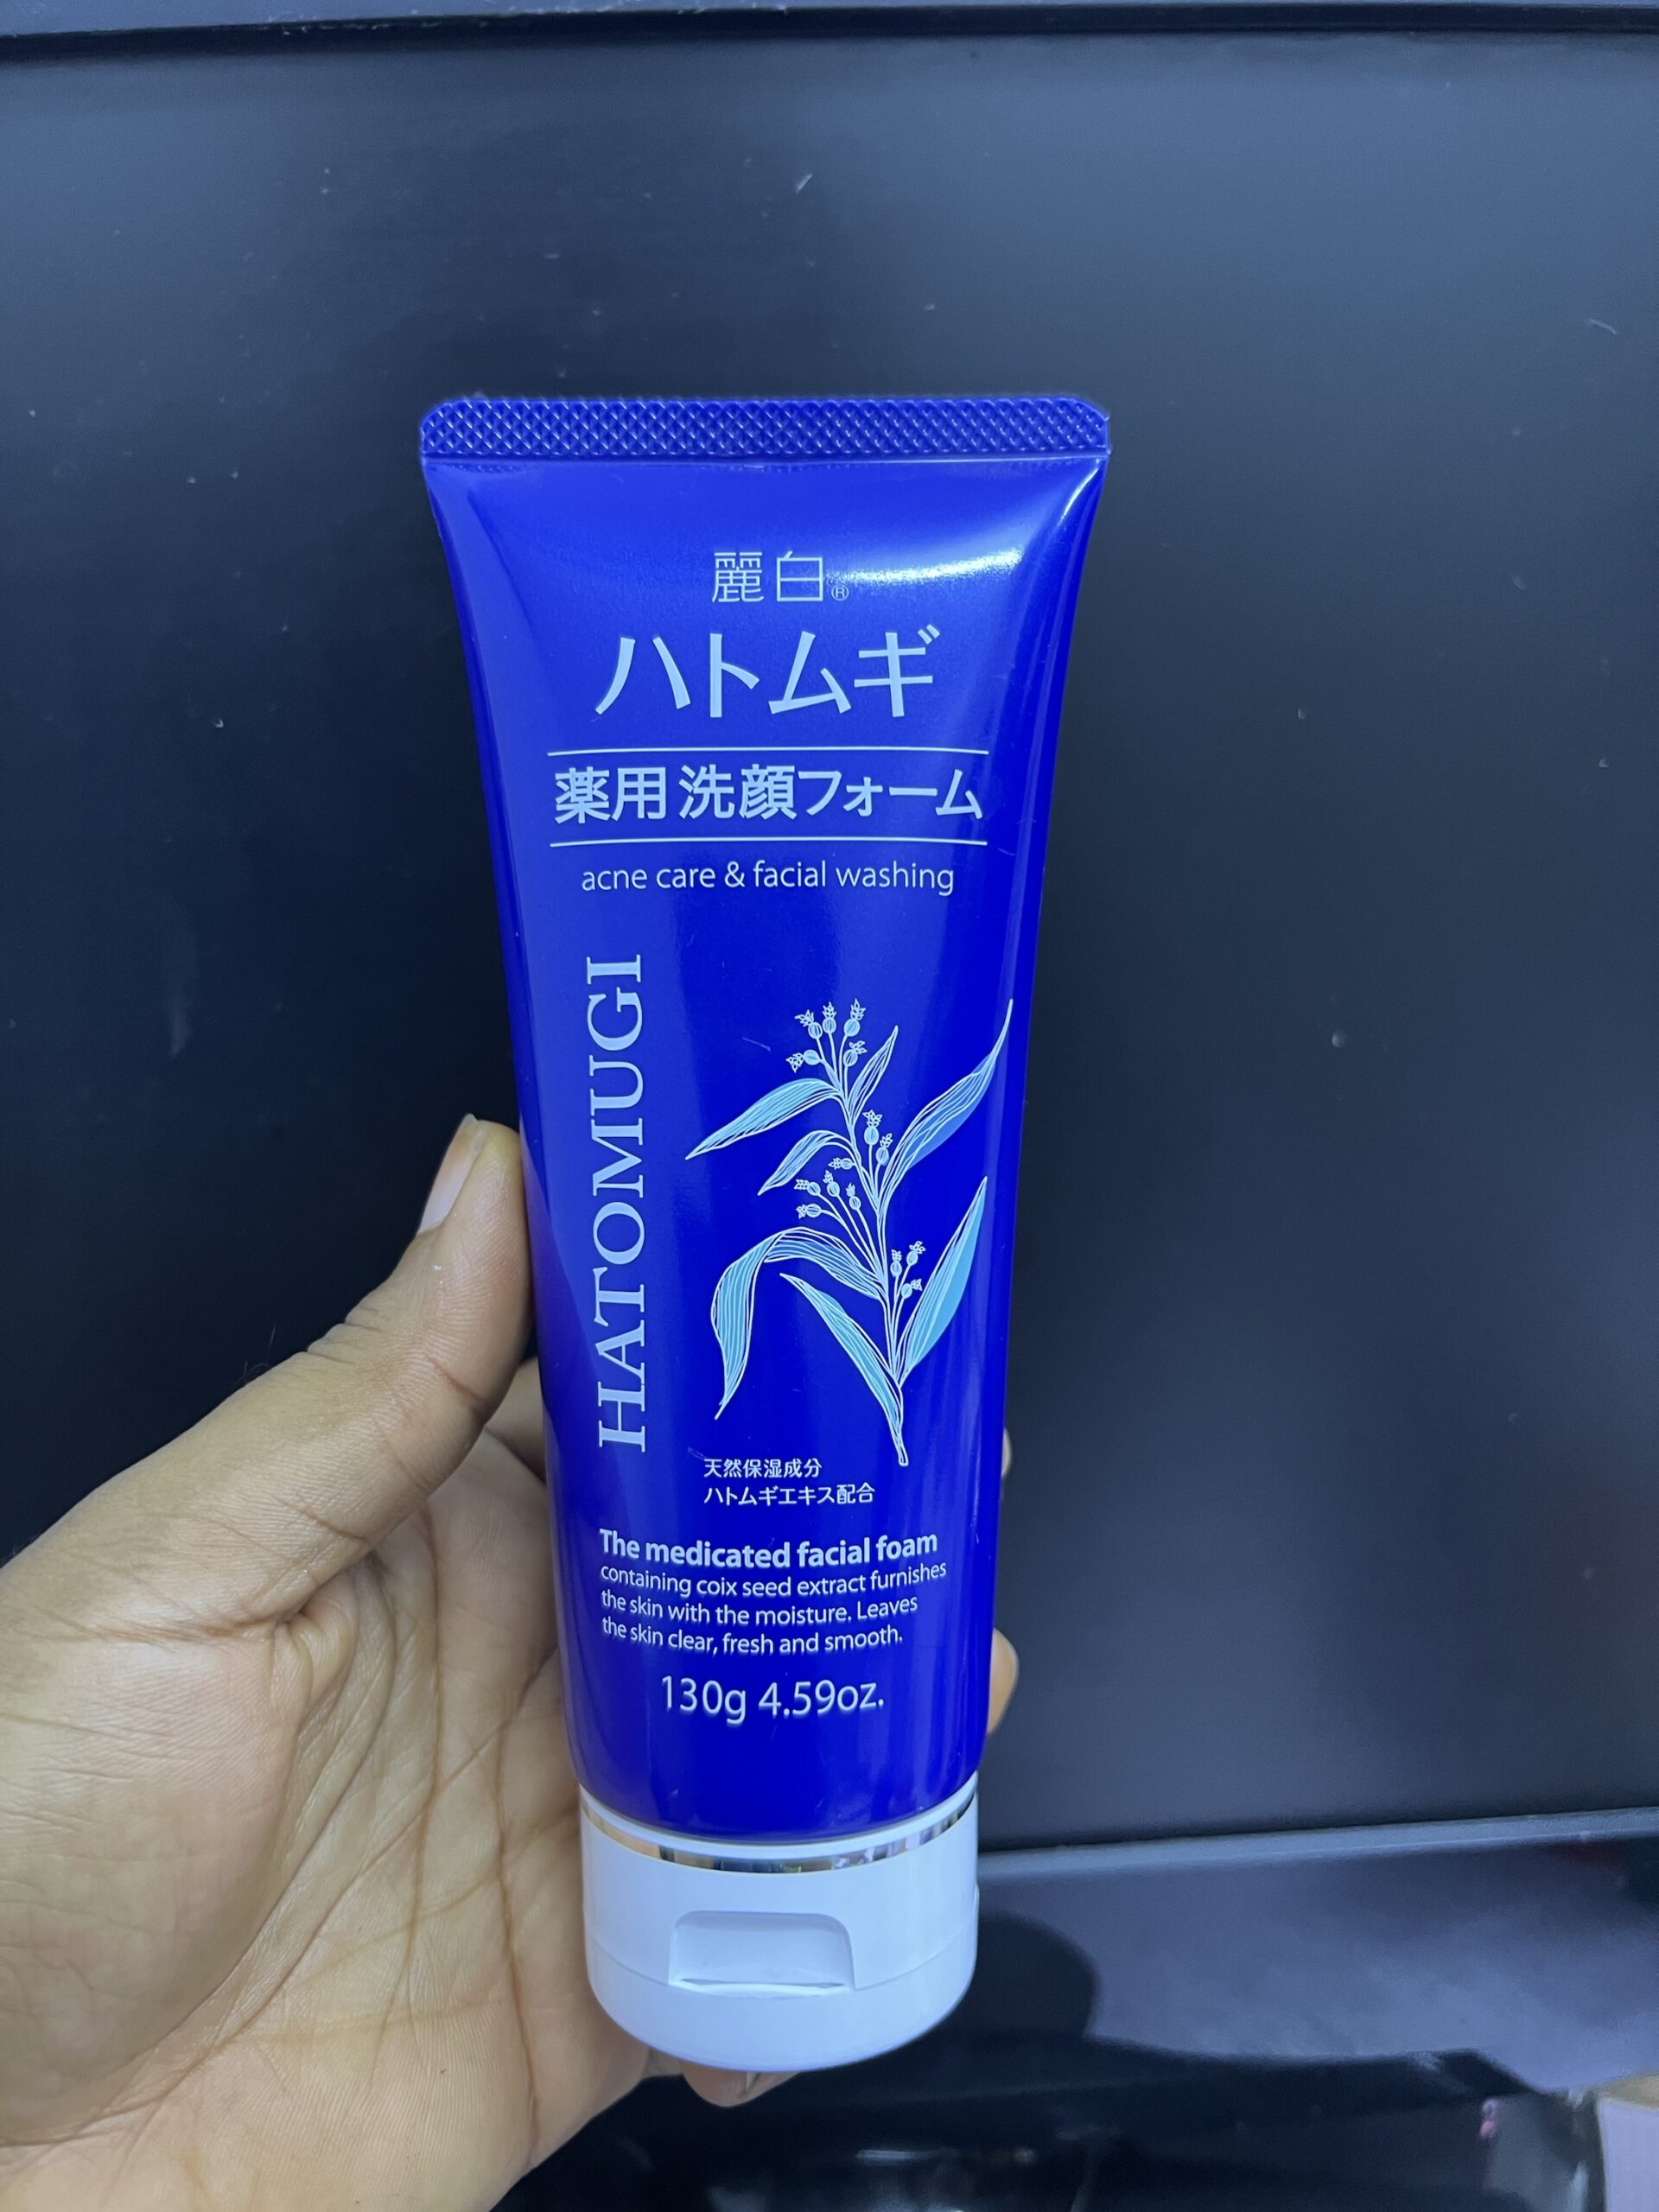 麗白®
ハトムギ
薬用 洗顔フォーム
acne care & facial washing
HATOMUGI
天然保湿成分
ハトムギエキス配合
The medicated facial foam
containing coix seed extract furnishes
the skin with the moisture. Leaves
the skin clear, fresh and smooth.
130g 4.59oz.